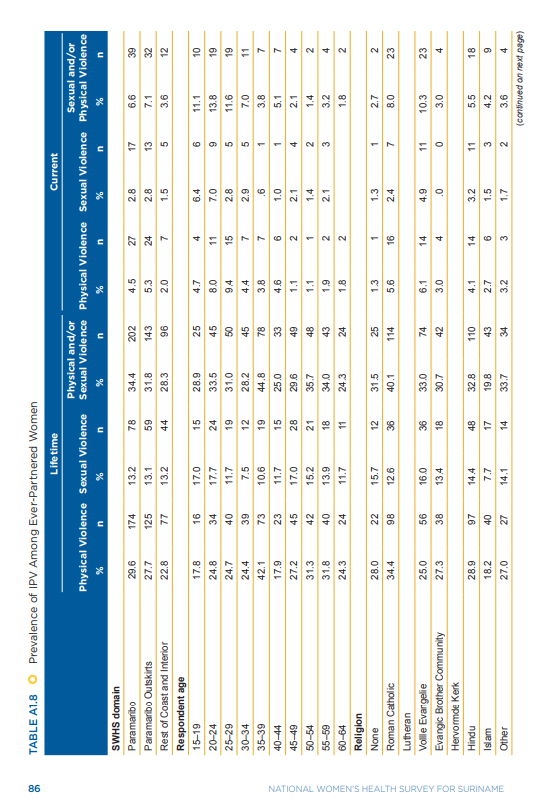 TABLE A1.8 Prevalence of IPV Among Ever-Partnered Women
Lifetime Current
Physical Violence Sexual Violence Physical and/or Sexual Violence Physical Violence Sexual Violence Sexual and/or Physical Violence
% n % n % n % n % n % n
SWHS domain
Paramaribo 29.6 174 13.2 78 34.4 202 4.5 27 2.8 17 6.6 39
Paramaribo Outskirts 27.7 125 13.1 59 31.8 143 5.3 24 2.8 13 7.1 32
Rest of Coast and Interior 22.8 77 13.2 44 28.3 96 2.0 7 1.5 5 3.6 12
Respondent age
15–19 17.8 16 17.0 15 28.9 25 4.7 4 6.4 6 11.1 10
20–24 24.8 34 17.7 24 33.5 45 8.0 11 7.0 9 13.8 19
25–29 24.7 40 11.7 19 31.0 50 9.4 15 2.8 5 11.6 19
30–34 24.4 39 7.5 12 28.2 45 4.4 7 2.9 5 7.0 11
35–39 42.1 73 10.6 19 44.8 78 3.8 7 .6 1 3.8 7
40–44 17.9 23 11.7 15 25.0 33 4.6 6 1.0 1 5.1 7
45–49 27.2 45 17.0 28 29.6 49 1.1 2 2.1 4 2.1 4
50–54 31.3 42 15.2 21 35.7 48 1.1 1 1.4 2 1.4 2
55–59 31.8 40 13.9 18 34.0 43 1.9 2 2.1 3 3.2 4
60–64 24.3 24 11.7 11 24.3 24 1.8 2 1.8 2
Religion
None 28.0 22 15.7 12 31.5 25 1.3 1 1.3 1 2.7 2
Roman Catholic 34.4 98 12.6 36 40.1 114 5.6 16 2.4 7 8.0 23
Lutheran
Vollle Evangelie 25.0 56 16.0 36 33.0 74 6.1 14 4.9 11 10.3 23
Evangic Brother Community 27.3 38 13.4 18 30.7 42 3.0 4 .0 0 3.0 4
Hervormde Kerk
Hindu 28.9 97 14.4 48 32.8 110 4.1 14 3.2 11 5.5 18
Islam 18.2 40 7.7 17 19.8 43 2.7 6 1.5 3 4.2 9
Other 27.0 27 14.1 14 33.7 34 3.2 3 1.7 2 3.6 4
(continued on next page)
86 NATIONAL WOMEN'S HEALTH SURVEY FOR SURINAME